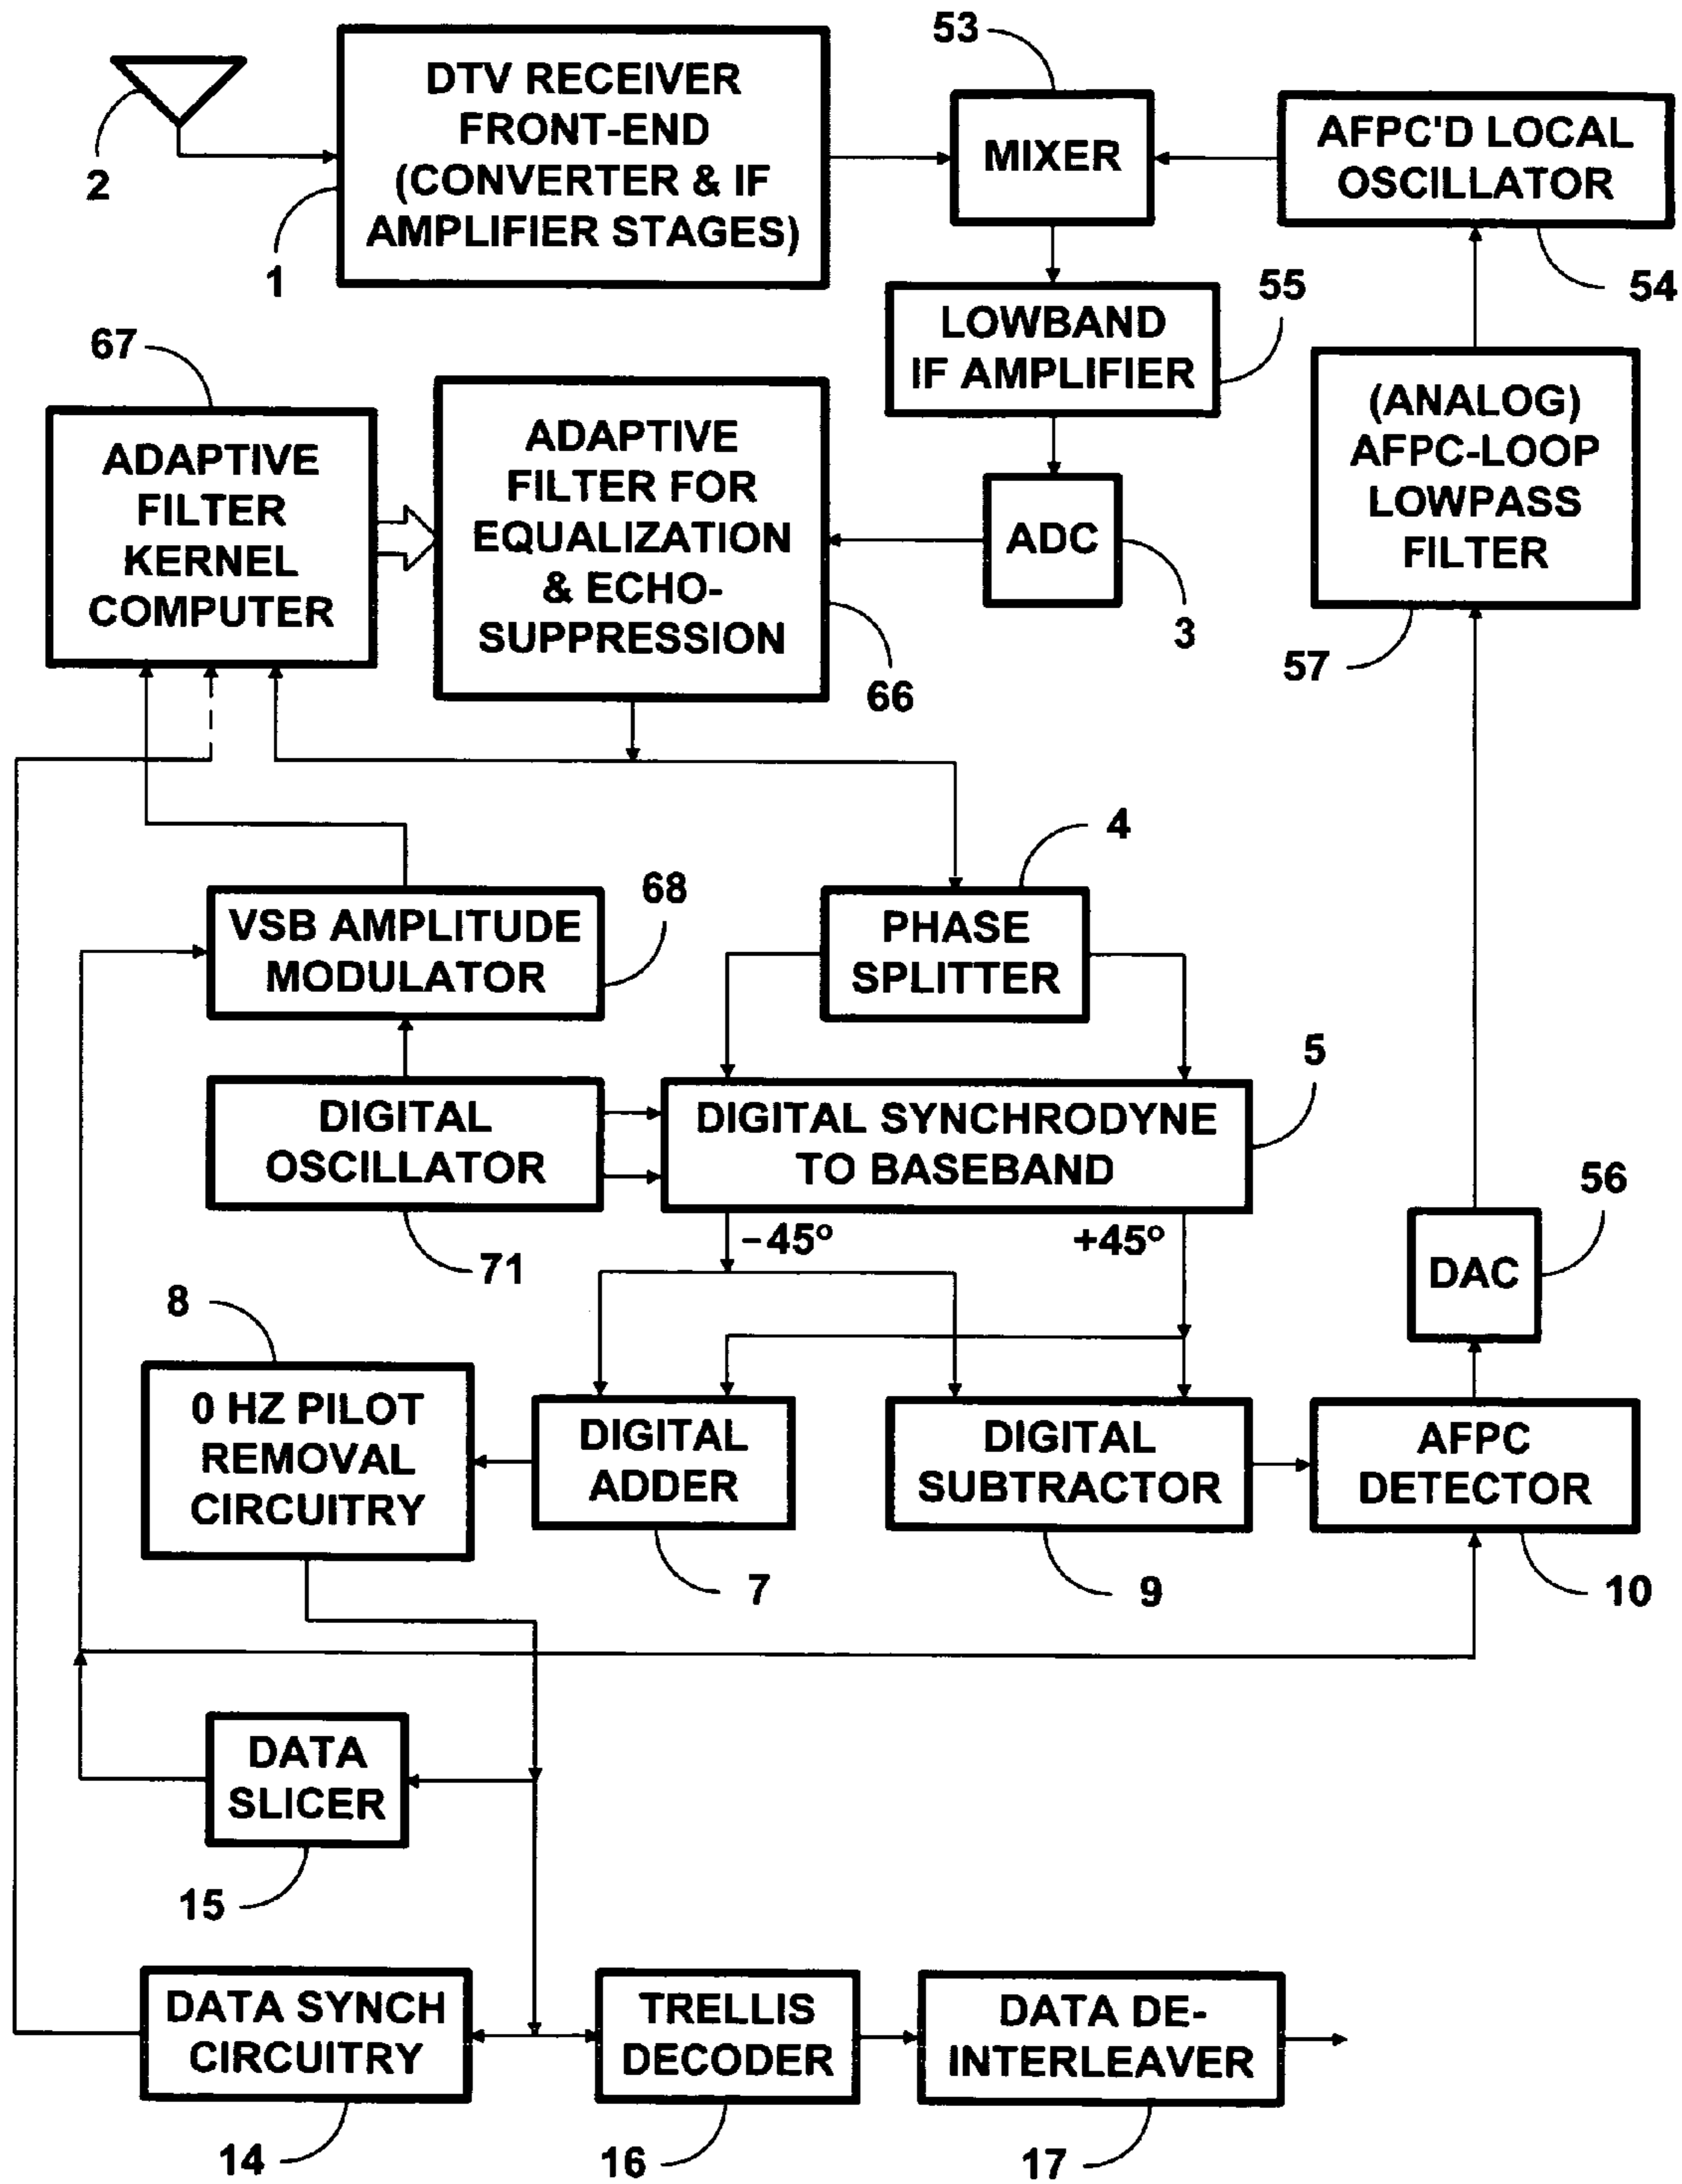 53
DTV RECEIVER
FRONT-END
(CONVERTER & IF
AMPLIFIER STAGES)
MIXER
AFPC'D LOCAL
OSCILLATOR
2
1
55
54
LOWBAND
IF AMPLIFIER
67
ADAPTIVE
FILTER
KERNEL
COMPUTER
ADAPTIVE
FILTER FOR
EQUALIZATION
& ECHO-
SUPPRESSION
ADC
(ANALOG)
AFPC-LOOP
LOWPASS
FILTER
3
57
66
4
68
VSB AMPLITUDE
MODULATOR
PHASE
SPLITTER
5
DIGITAL
OSCILLATOR
DIGITAL SYNCHRODYNE
TO BASEBAND
56
–45°
+45°
71
DAC
8
0 HZ PILOT
REMOVAL
CIRCUITRY
DIGITAL
ADDER
DIGITAL
SUBTRACTOR
AFPC
DETECTOR
7
9
10
DATA
SLICER
15
DATA SYNCH
CIRCUITRY
TRELLIS
DECODER
DATA DE-
INTERLEAVER
14
16
17